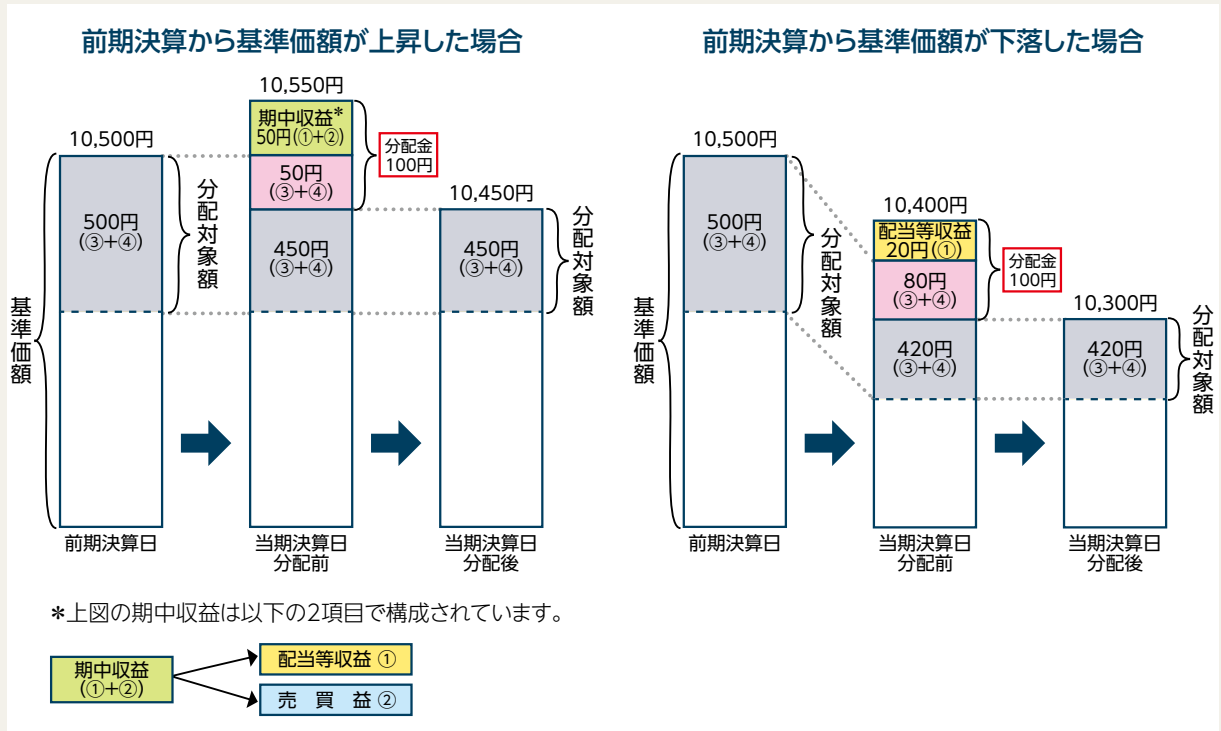 前期決算から基準価額が上昇した場合
10,500円
500円
(③+④)
分配対象額
基準価額
前期決算日
10,550円
期中収益*
50円(①+②)
50円
(③+④)
450円
(③+④)
分配金
100円
当期決算日
分配前
10,450円
450円
(③+④)
分配対象額
当期決算日
分配後
前期決算から基準価額が下落した場合
10,500円
500円
(③+④)
分配対象額
基準価額
前期決算日
10,400円
配当等収益
20円(①)
80円
(③+④)
420円
(③+④)
分配金
100円
当期決算日
分配前
10,300円
420円
(③+④)
分配対象額
当期決算日
分配後
*上図の期中収益は以下の2項目で構成されています。
期中収益
(①+②)
配当等収益 ①
売 買 益 ②